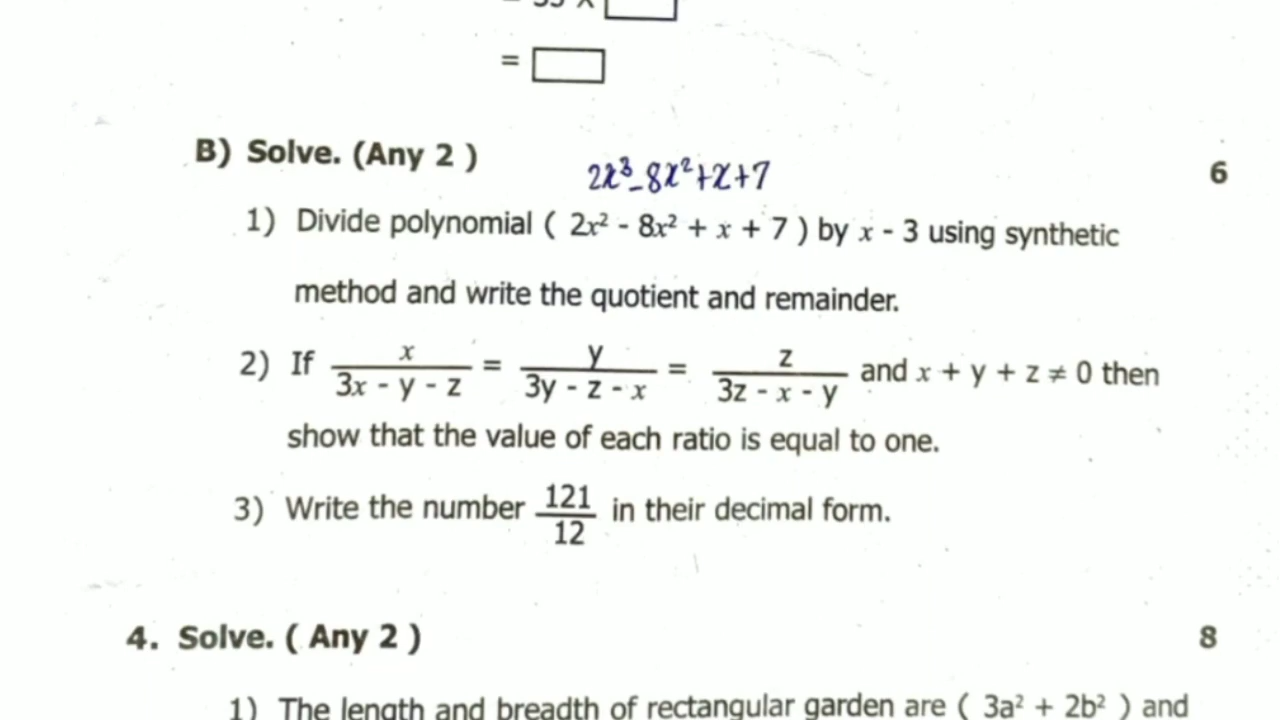 =
B) Solve. (Any 2 )
6
2x³-8x²+x+7
1) Divide polynomial ( 2x² - 8x² + x + 7 ) by x - 3 using synthetic
method and write the quotient and remainder.
2) If x/(3x - y - z) = y/(3y - z - x) = z/(3z - x - y) and x + y + z ≠ 0 then
show that the value of each ratio is equal to one.
3) Write the number 121/12 in their decimal form.
4. Solve. ( Any 2 )
8
1) The length and breadth of rectangular garden are ( 3a² + 2b² ) and